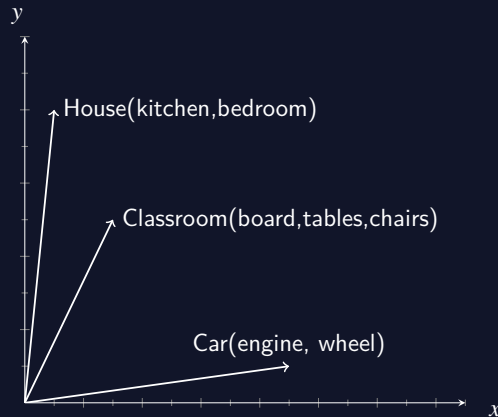 y
House(kitchen,bedroom)
Classroom(board,tables,chairs)
Car(engine, wheel)
x